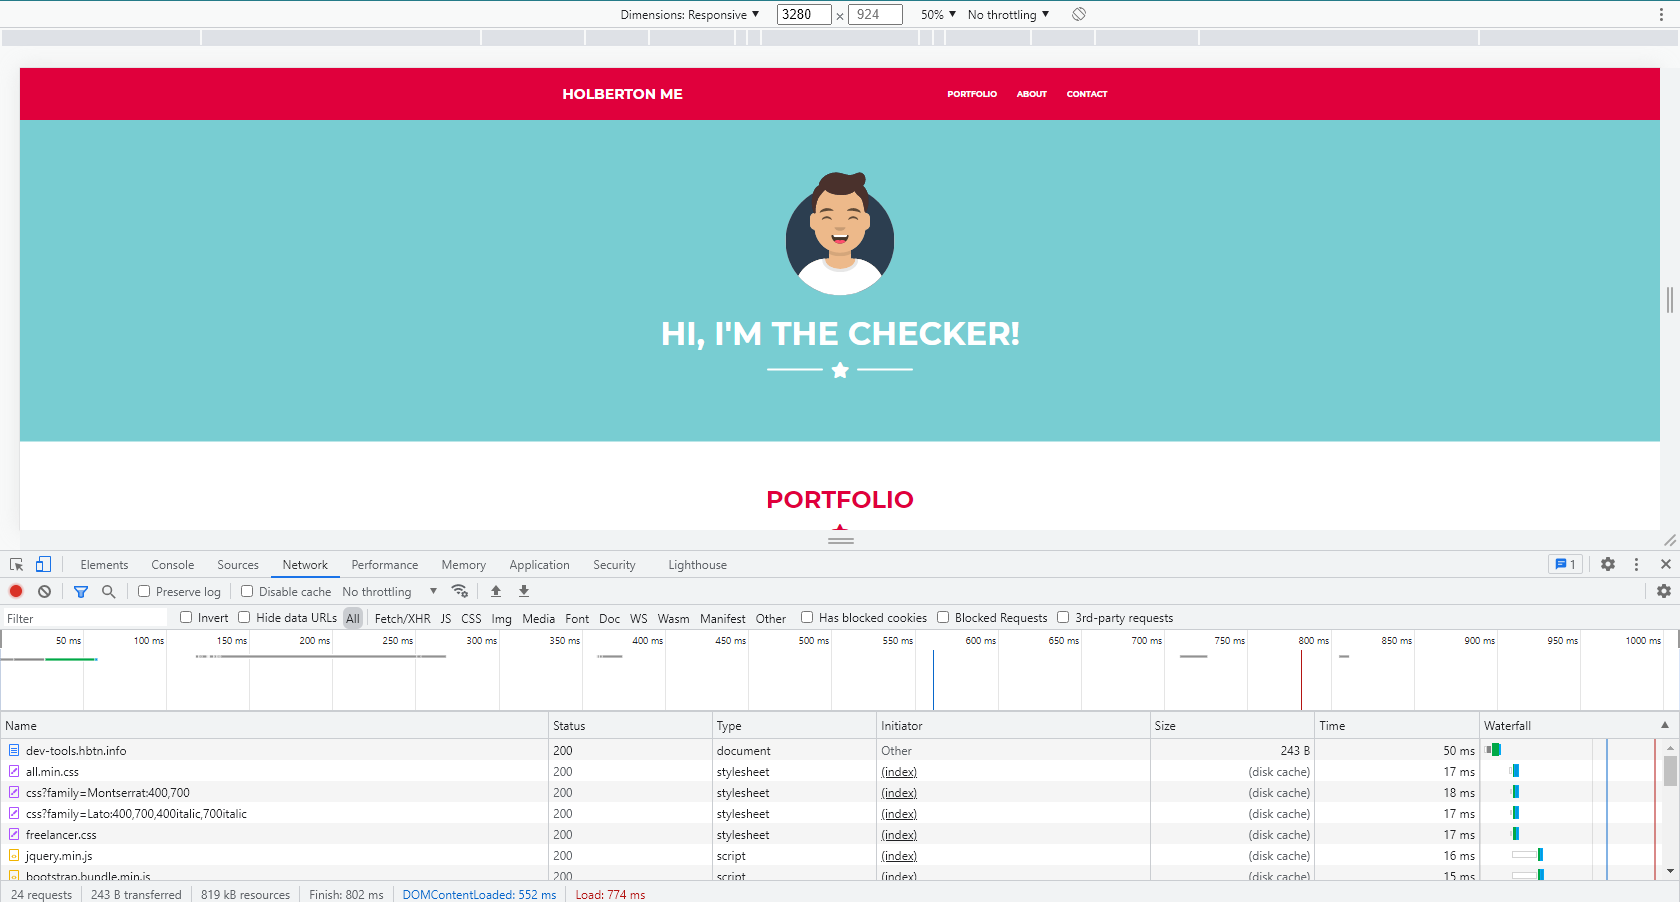 Dimensions: Responsive ▼ 3280 × 924 50% ▼ No throttling ▼
HOLBERTON ME PORTFOLIO ABOUT CONTACT
HI, I'M THE CHECKER!
PORTFOLIO
Elements Console Sources Network Performance Memory Application Security Lighthouse 1
Preserve log Disable cache No throttling ▼
Filter Invert Hide data URLs All Fetch/XHR JS CSS Img Media Font Doc WS Wasm Manifest Other Has blocked cookies Blocked Requests 3rd-party requests
50 ms 100 ms 150 ms 200 ms 250 ms 300 ms 350 ms 400 ms 450 ms 500 ms 550 ms 600 ms 650 ms 700 ms 750 ms 800 ms 850 ms 900 ms 950 ms 1000 ms
Name Status Type Initiator Size Time Waterfall
dev-tools.hbtn.info 200 document Other 243 B 50 ms
all.min.css 200 stylesheet (index) (disk cache) 17 ms
css?family=Montserrat:400,700 200 stylesheet (index) (disk cache) 18 ms
css?family=Lato:400,700,400italic,700italic 200 stylesheet (index) (disk cache) 17 ms
freelancer.css 200 stylesheet (index) (disk cache) 17 ms
jquery.min.js 200 script (index) (disk cache) 16 ms
bootstrap.bundle.min.js 200 script (index) (disk cache) 15 ms
24 requests 243 B transferred 819 kB resources Finish: 802 ms DOMContentLoaded: 552 ms Load: 774 ms